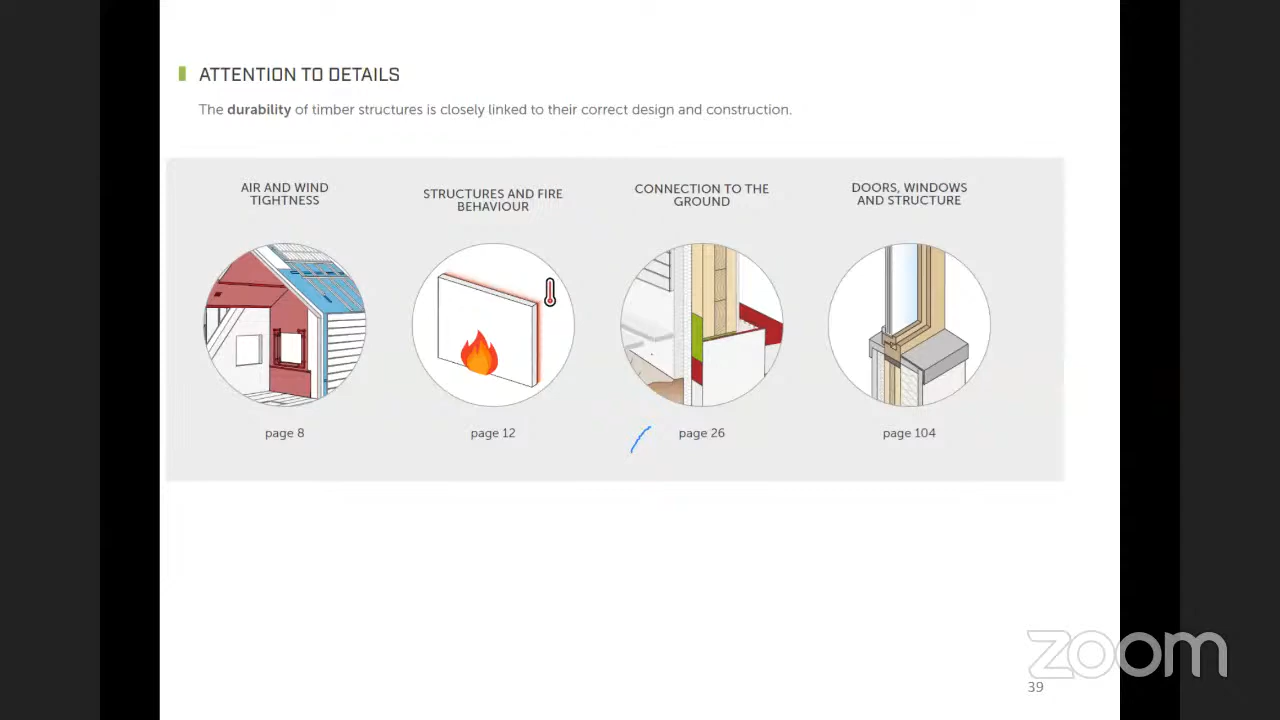 ATTENTION TO DETAILS
The durability of timber structures is closely linked to their correct design and construction.
AIR AND WIND
TIGHTNESS
STRUCTURES AND FIRE
BEHAVIOUR
CONNECTION TO THE
GROUND
DOORS, WINDOWS
AND STRUCTURE
page 8
page 12
page 26
page 104
zoom
39